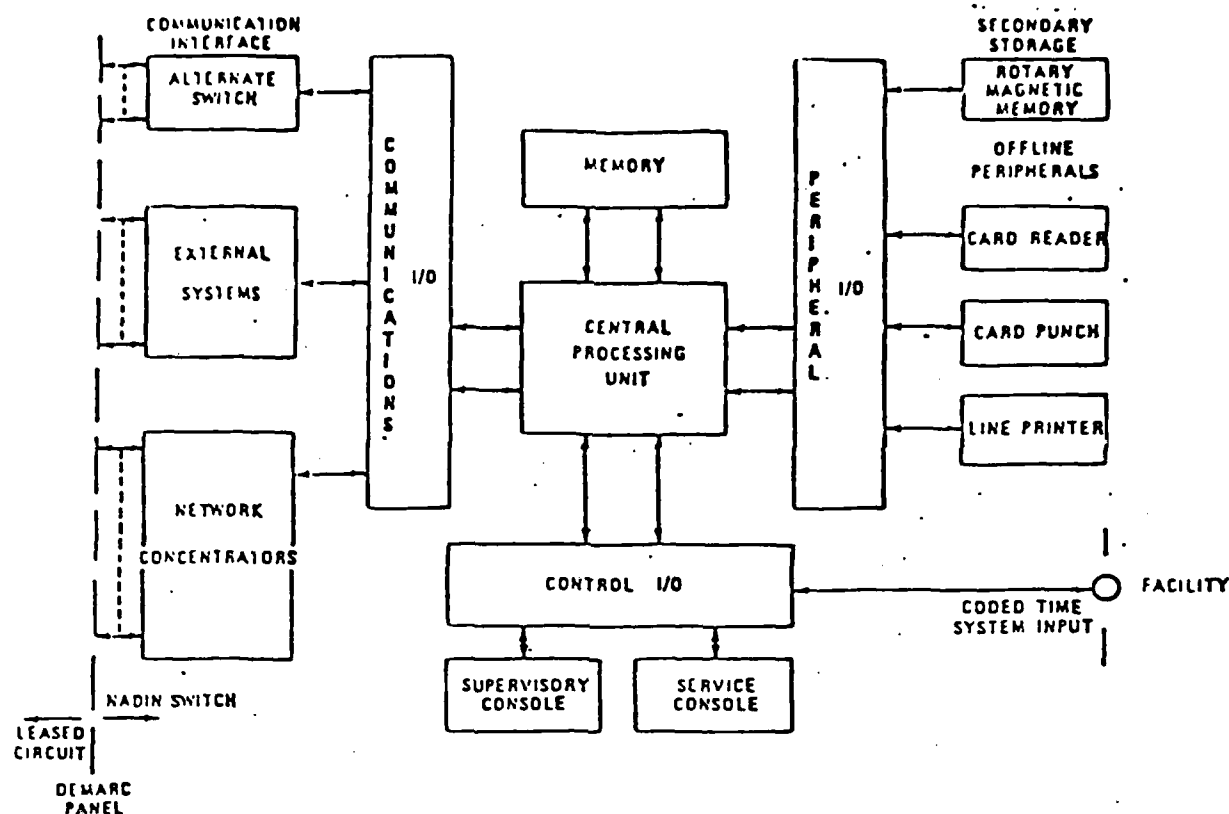 COMMUNICATION
INTERFACE
ALTERNATE
SWITCH
EXTERNAL
SYSTEMS
NETWORK
CONCENTRATORS
NADIN SWITCH
LEASED
CIRCUIT
DEMARC
PANEL
COMMUNICATIONS
I/O
MEMORY
CENTRAL
PROCESSING
UNIT
CONTROL I/O
SUPERVISORY
CONSOLE
SERVICE
CONSOLE
PERIPHERAL
I/O
SECONDARY
STORAGE
ROTARY
MAGNETIC
MEMORY
OFFLINE
PERIPHERALS
CARD READER
CARD PUNCH
LINE PRINTER
FACILITY
CODED TIME
SYSTEM INPUT